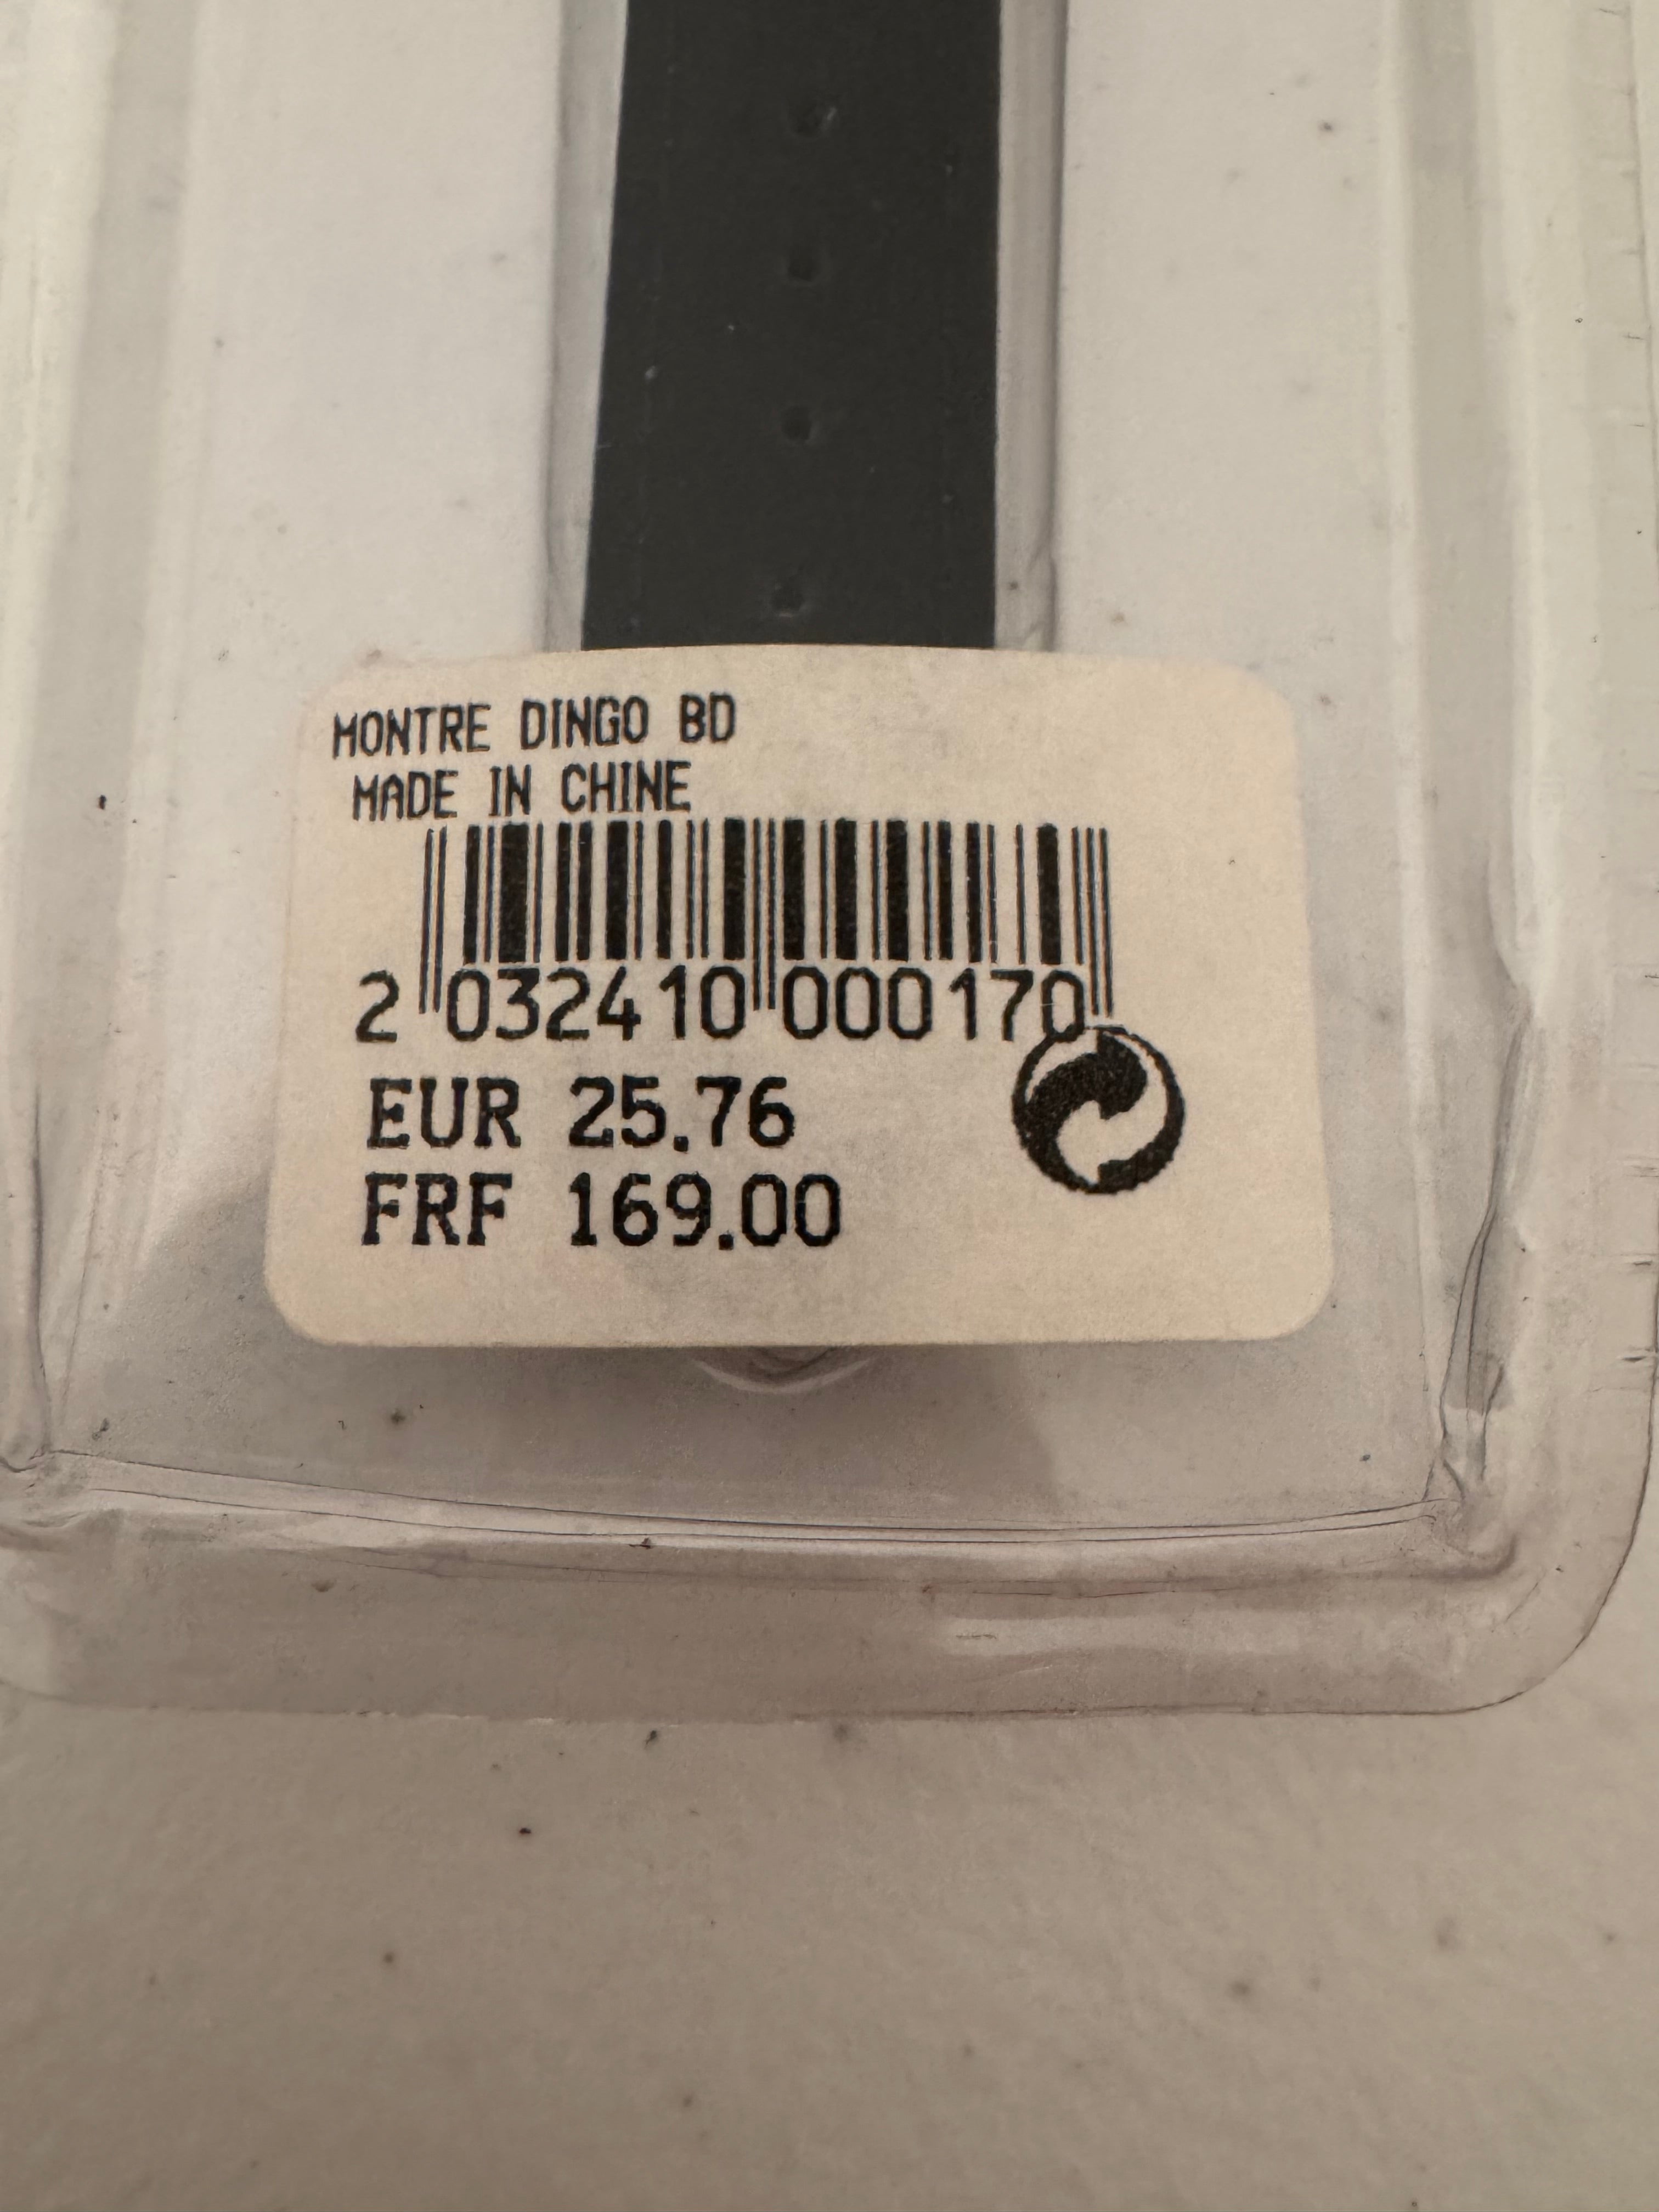 MONTRE DINGO BD
MADE IN CHINE
2 032410 000170
EUR 25.76
FRF 169.00